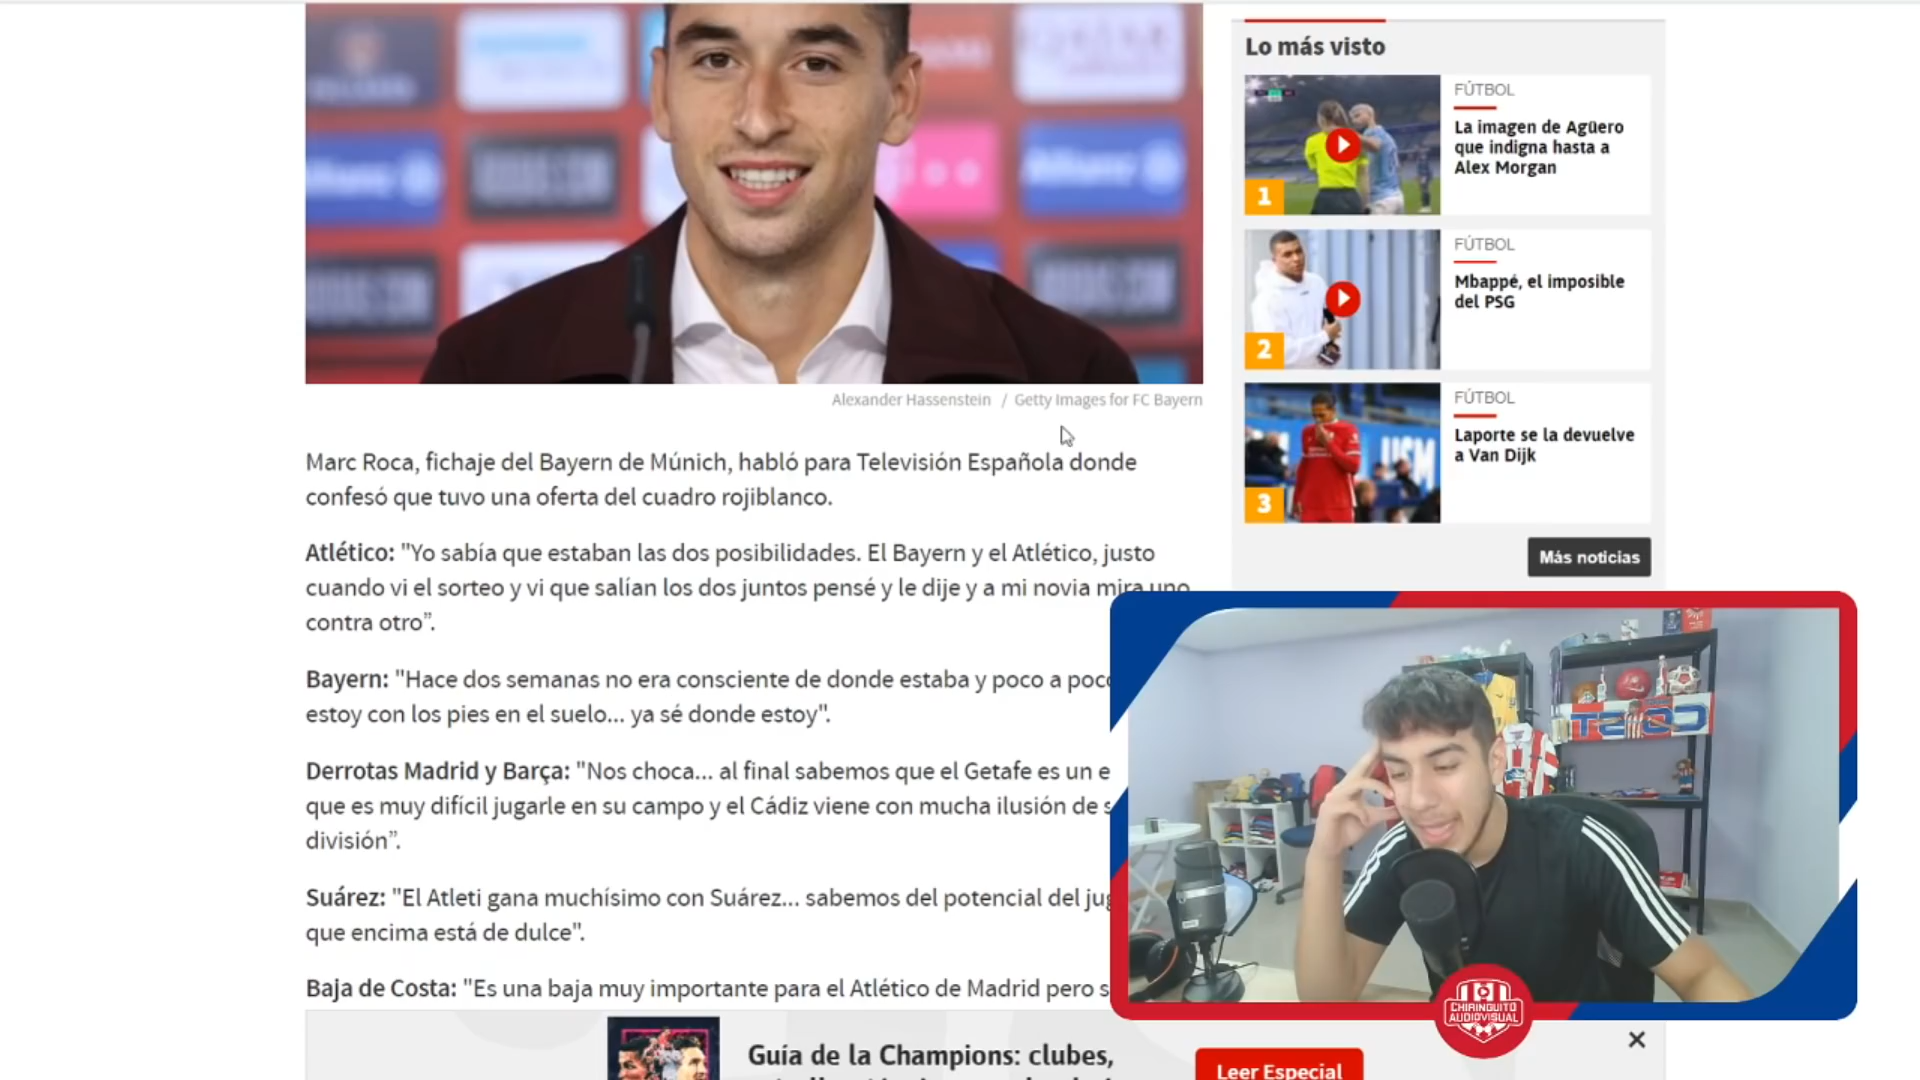 Lo más visto
FÚTBOL
La imagen de Agüero
que indigna hasta a
Alex Morgan
1
FÚTBOL
Mbappé, el imposible
del PSG
2
FÚTBOL
Laporte se la devuelve
a Van Dijk
3
Más noticias
Allianz
Allianz
Alexander Hassenstein / Getty Images for FC Bayern
Marc Roca, fichaje del Bayern de Múnich, habló para Televisión Española donde
confesó que tuvo una oferta del cuadro rojiblanco.
Atlético: "Yo sabía que estaban las dos posibilidades. El Bayern y el Atlético, justo
cuando vi el sorteo y vi que salían los dos juntos pensé y le dije y a mi novia mira uno
contra otro”.
Bayern: "Hace dos semanas no era consciente de donde estaba y poco a poco
estoy con los pies en el suelo... ya sé donde estoy".
Derrotas Madrid y Barça: "Nos choca... al final sabemos que el Getafe es un e
que es muy difícil jugarle en su campo y el Cádiz viene con mucha ilusión de s
división”.
Suárez: "El Atleti gana muchísimo con Suárez... sabemos del potencial del jug
que encima está de dulce".
Baja de Costa: "Es una baja muy importante para el Atlético de Madrid pero s
CHIRINGUITO
AUDIOVISUAL
Guía de la Champions: clubes,
Leer Especial